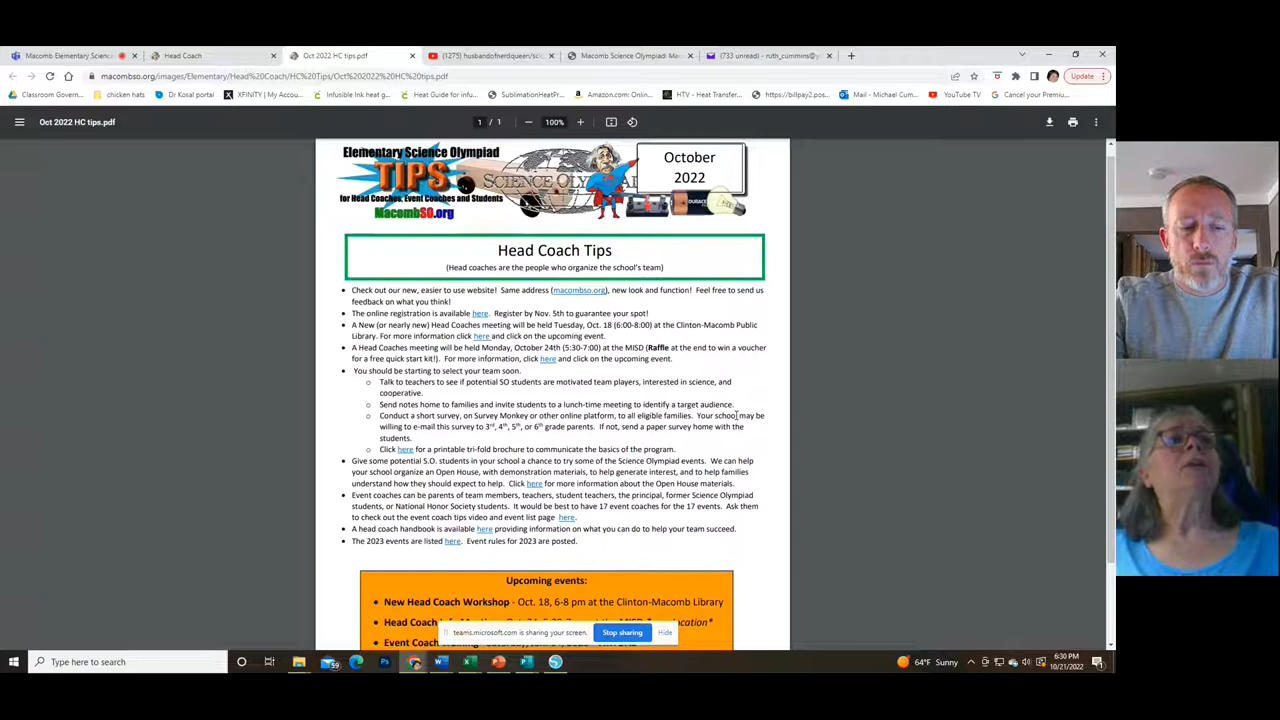 Macomb Elementary Scienc
Head Coach
Oct 2022 HC tips.pdf
(1275) husbandofnerdqueen/sci
Macomb Science Olympiad: Ma
(733 unread) - ruth_cummins@y
macombso.org/images/Elementary/Head%20Coach/HC%20Tips/Oct%202022%20HC%20tips.pdf
Update
Classroom Govern...
chicken hats
Dr Kosal portal
XFINITY | My Accou...
Infusible Ink heat g...
Heat Guide for infu...
SublimationHeatPr...
Amazon.com: Onlin...
HTV - Heat Transfer...
https://billpay2.pos...
Mail - Michael Cum...
YouTube TV
Cancel your Premi...
Oct 2022 HC tips.pdf
1 / 1
100%
Elementary Science Olympiad
TIPS
for Head Coaches, Event Coaches and Students
MacombSO.org
DURACELL
October
2022
Head Coach Tips
(Head coaches are the people who organize the school's team)
• Check out our new, easier to use website! Same address (macombso.org), new look and function! Feel free to send us
feedback on what you think!
• The online registration is available here. Register by Nov. 5th to guarantee your spot!
• A New (or nearly new) Head Coaches meeting will be held Tuesday, Oct. 18 (6:00-8:00) at the Clinton-Macomb Public
Library. For more information click here and click on the upcoming event.
• A Head Coaches meeting will be held Monday, October 24th (5:30-7:00) at the MISD (Raffle at the end to win a voucher
for a free quick start kit!). For more information, click here and click on the upcoming event.
• You should be starting to select your team soon.
o Talk to teachers to see if potential SO students are motivated team players, interested in science, and
cooperative.
o Send notes home to families and invite students to a lunch-time meeting to identify a target audience.
o Conduct a short survey, on Survey Monkey or other online platform, to all eligible families. Your school may be
willing to e-mail this survey to 3rd, 4th, 5th, or 6th grade parents. If not, send a paper survey home with the
students.
o Click here for a printable tri-fold brochure to communicate the basics of the program.
• Give some potential S.O. students in your school a chance to try some of the Science Olympiad events. We can help
your school organize an Open House, with demonstration materials, to help generate interest, and to help families
understand how they should expect to help. Click here for more information about the Open House materials.
• Event coaches can be parents of team members, teachers, student teachers, the principal, former Science Olympiad
students, or National Honor Society students. It would be best to have 17 event coaches for the 17 events. Ask them
to check out the event coach tips video and event list page here.
• A head coach handbook is available here providing information on what you can do to help your team succeed.
• The 2023 events are listed here. Event rules for 2023 are posted.
Upcoming events:
• New Head Coach Workshop - Oct. 18, 6-8 pm at the Clinton-Macomb Library
• Head Coach
teams.microsoft.com is sharing your screen.
Stop sharing
Hide
• Event Coach
Type here to search
59
64°F Sunny
6:30 PM
10/21/2022